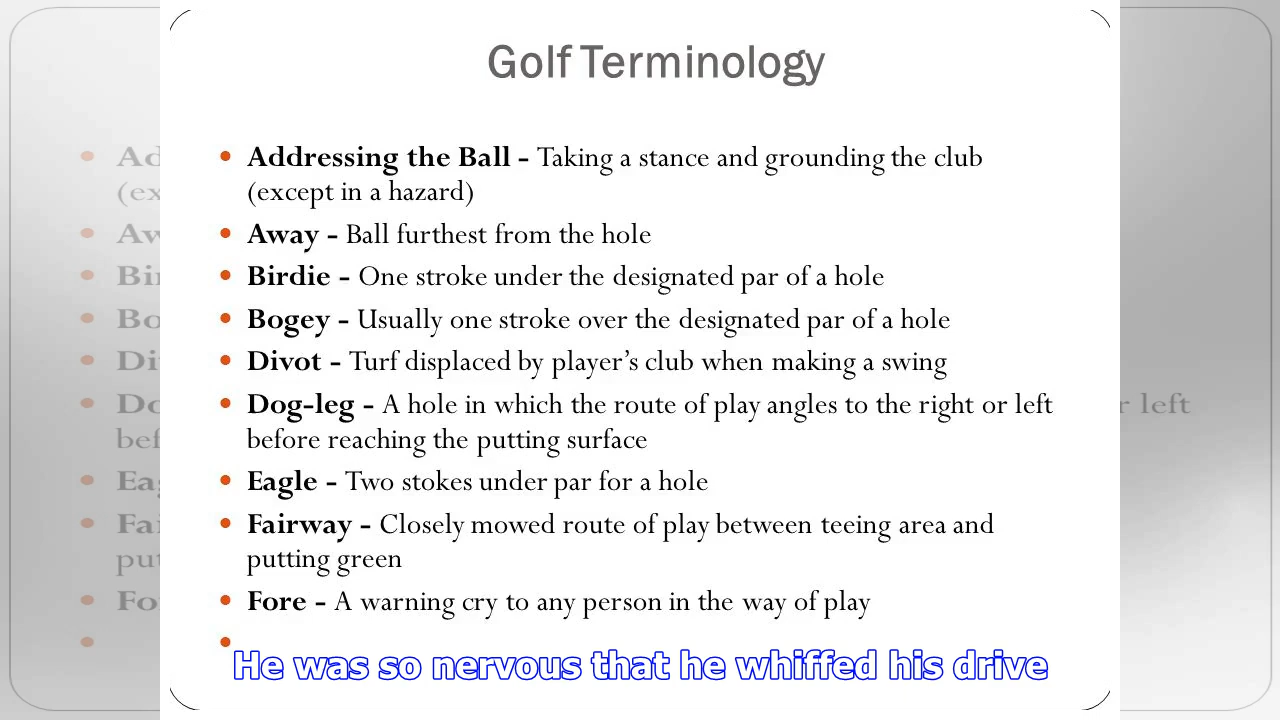 Golf Terminology
• Addressing the Ball - Taking a stance and grounding the club
(except in a hazard)
• Away - Ball furthest from the hole
• Birdie - One stroke under the designated par of a hole
• Bogey - Usually one stroke over the designated par of a hole
• Divot - Turf displaced by player’s club when making a swing
• Dog-leg - A hole in which the route of play angles to the right or left
before reaching the putting surface
• Eagle - Two stokes under par for a hole
• Fairway - Closely mowed route of play between teeing area and
putting green
• Fore - A warning cry to any person in the way of play
•
He was so nervous that he whiffed his drive